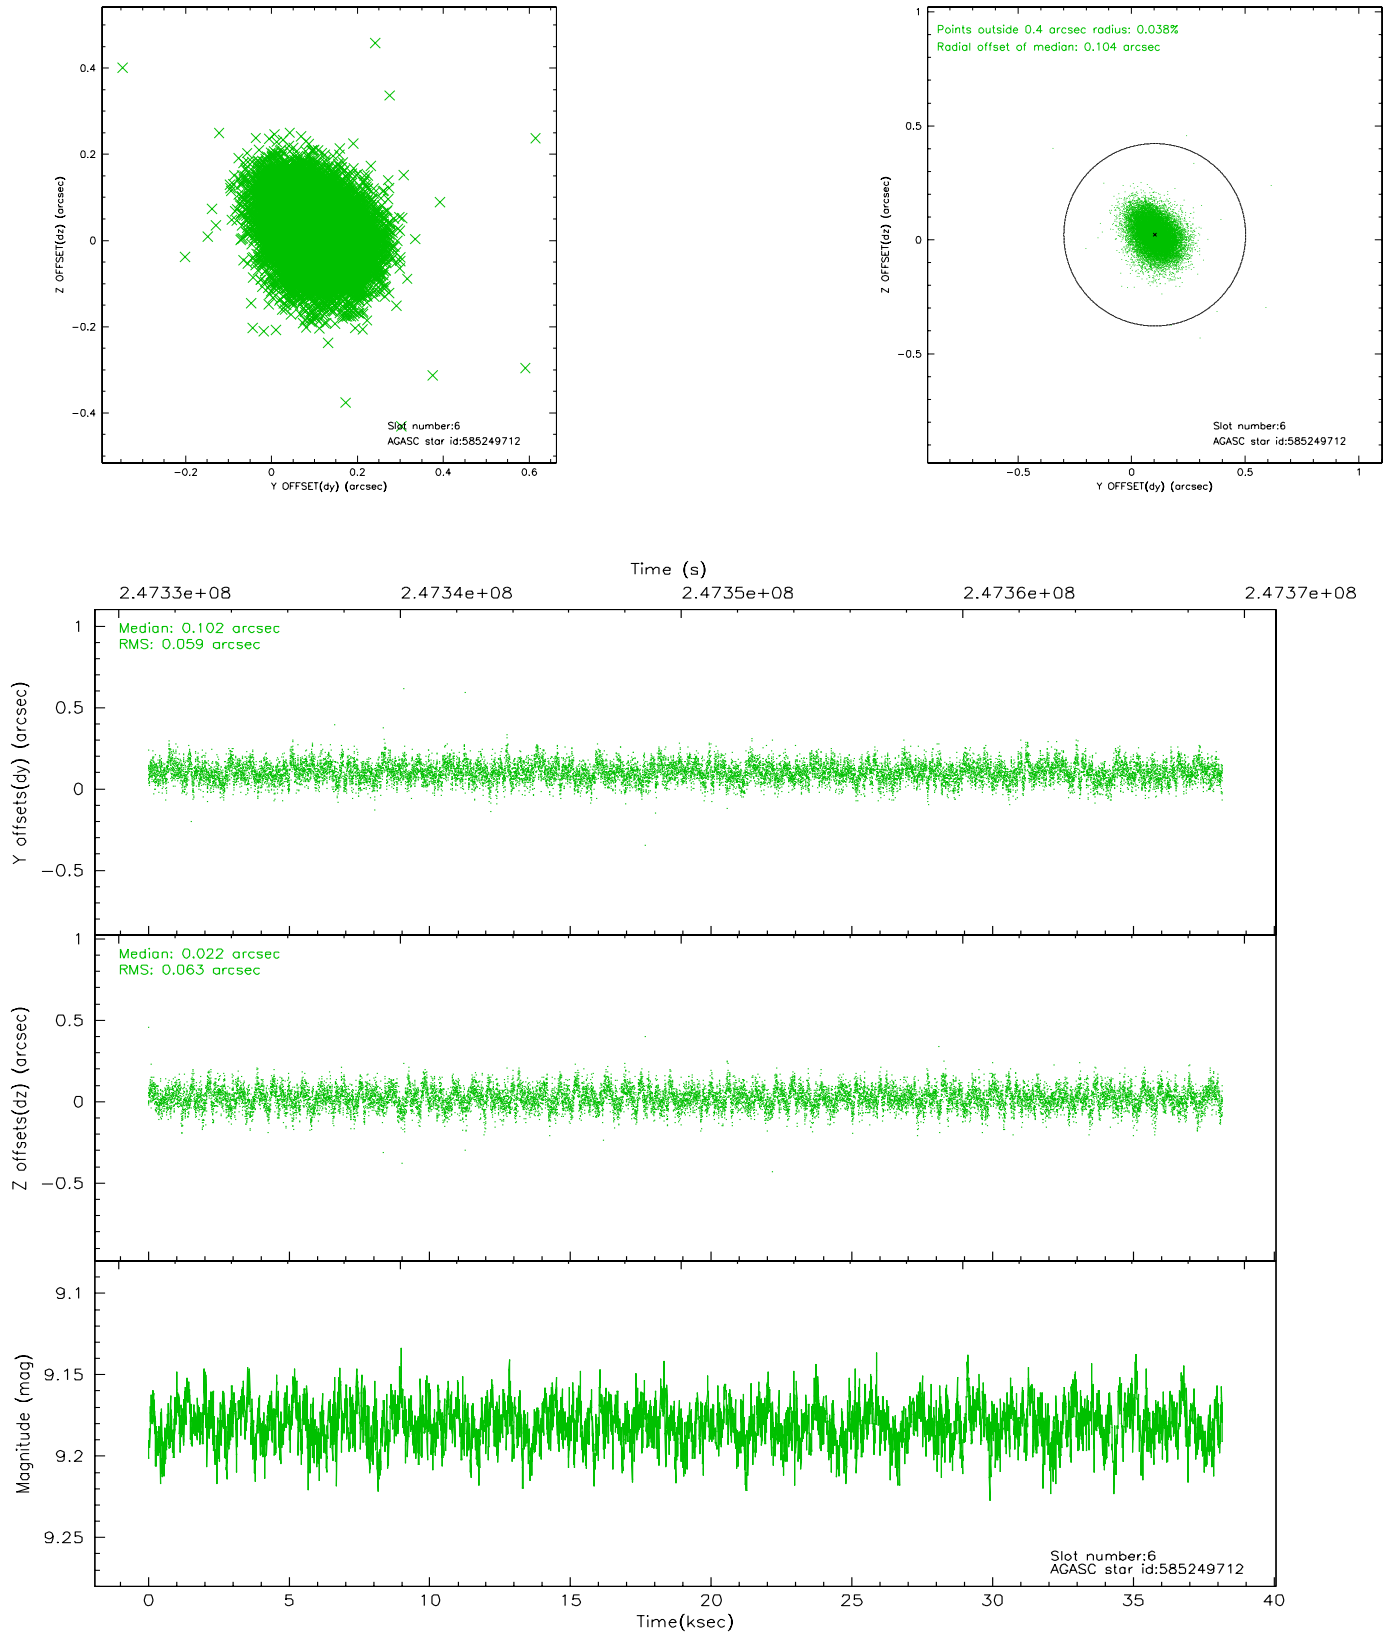 0.4
0.2
0
−0.2
−0.4
Z OFFSET(dz) (arcsec)
Slot number:6
AGASC star id:585249712
−0.2 0 0.2 0.4 0.6
Y OFFSET(dy) (arcsec)
Points outside 0.4 arcsec radius: 0.038%
Radial offset of median: 0.104 arcsec
1
0.5
0
−0.5
Z OFFSET(dz) (arcsec)
Slot number:6
AGASC star id:585249712
−0.5 0 0.5 1
Y OFFSET(dy) (arcsec)
Time (s)
2.4733e+08 2.4734e+08 2.4735e+08 2.4736e+08 2.4737e+08
Median: 0.102 arcsec
RMS: 0.059 arcsec
1
0.5
0
−0.5
Y offsets(dy) (arcsec)
Median: 0.022 arcsec
RMS: 0.063 arcsec
1
0.5
0
−0.5
Z offsets(dz) (arcsec)
9.1
9.15
9.2
9.25
Magnitude (mag)
Slot number:6
AGASC star id:585249712
0 5 10 15 20 25 30 35 40
Time(ksec)